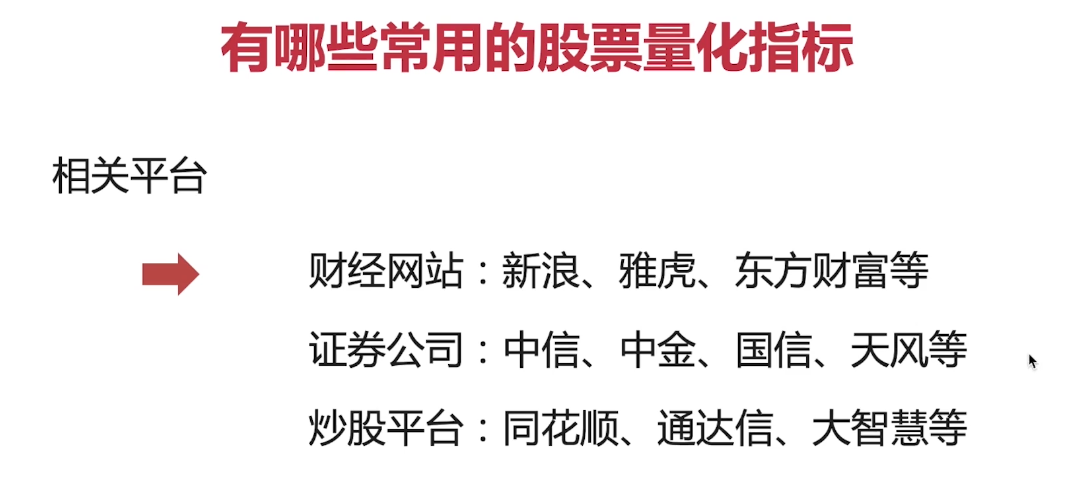 有哪些常用的股票量化指标
相关平台
财经网站：新浪、雅虎、东方财富等
证券公司：中信、中金、国信、天风等
炒股平台：同花顺、通达信、大智慧等